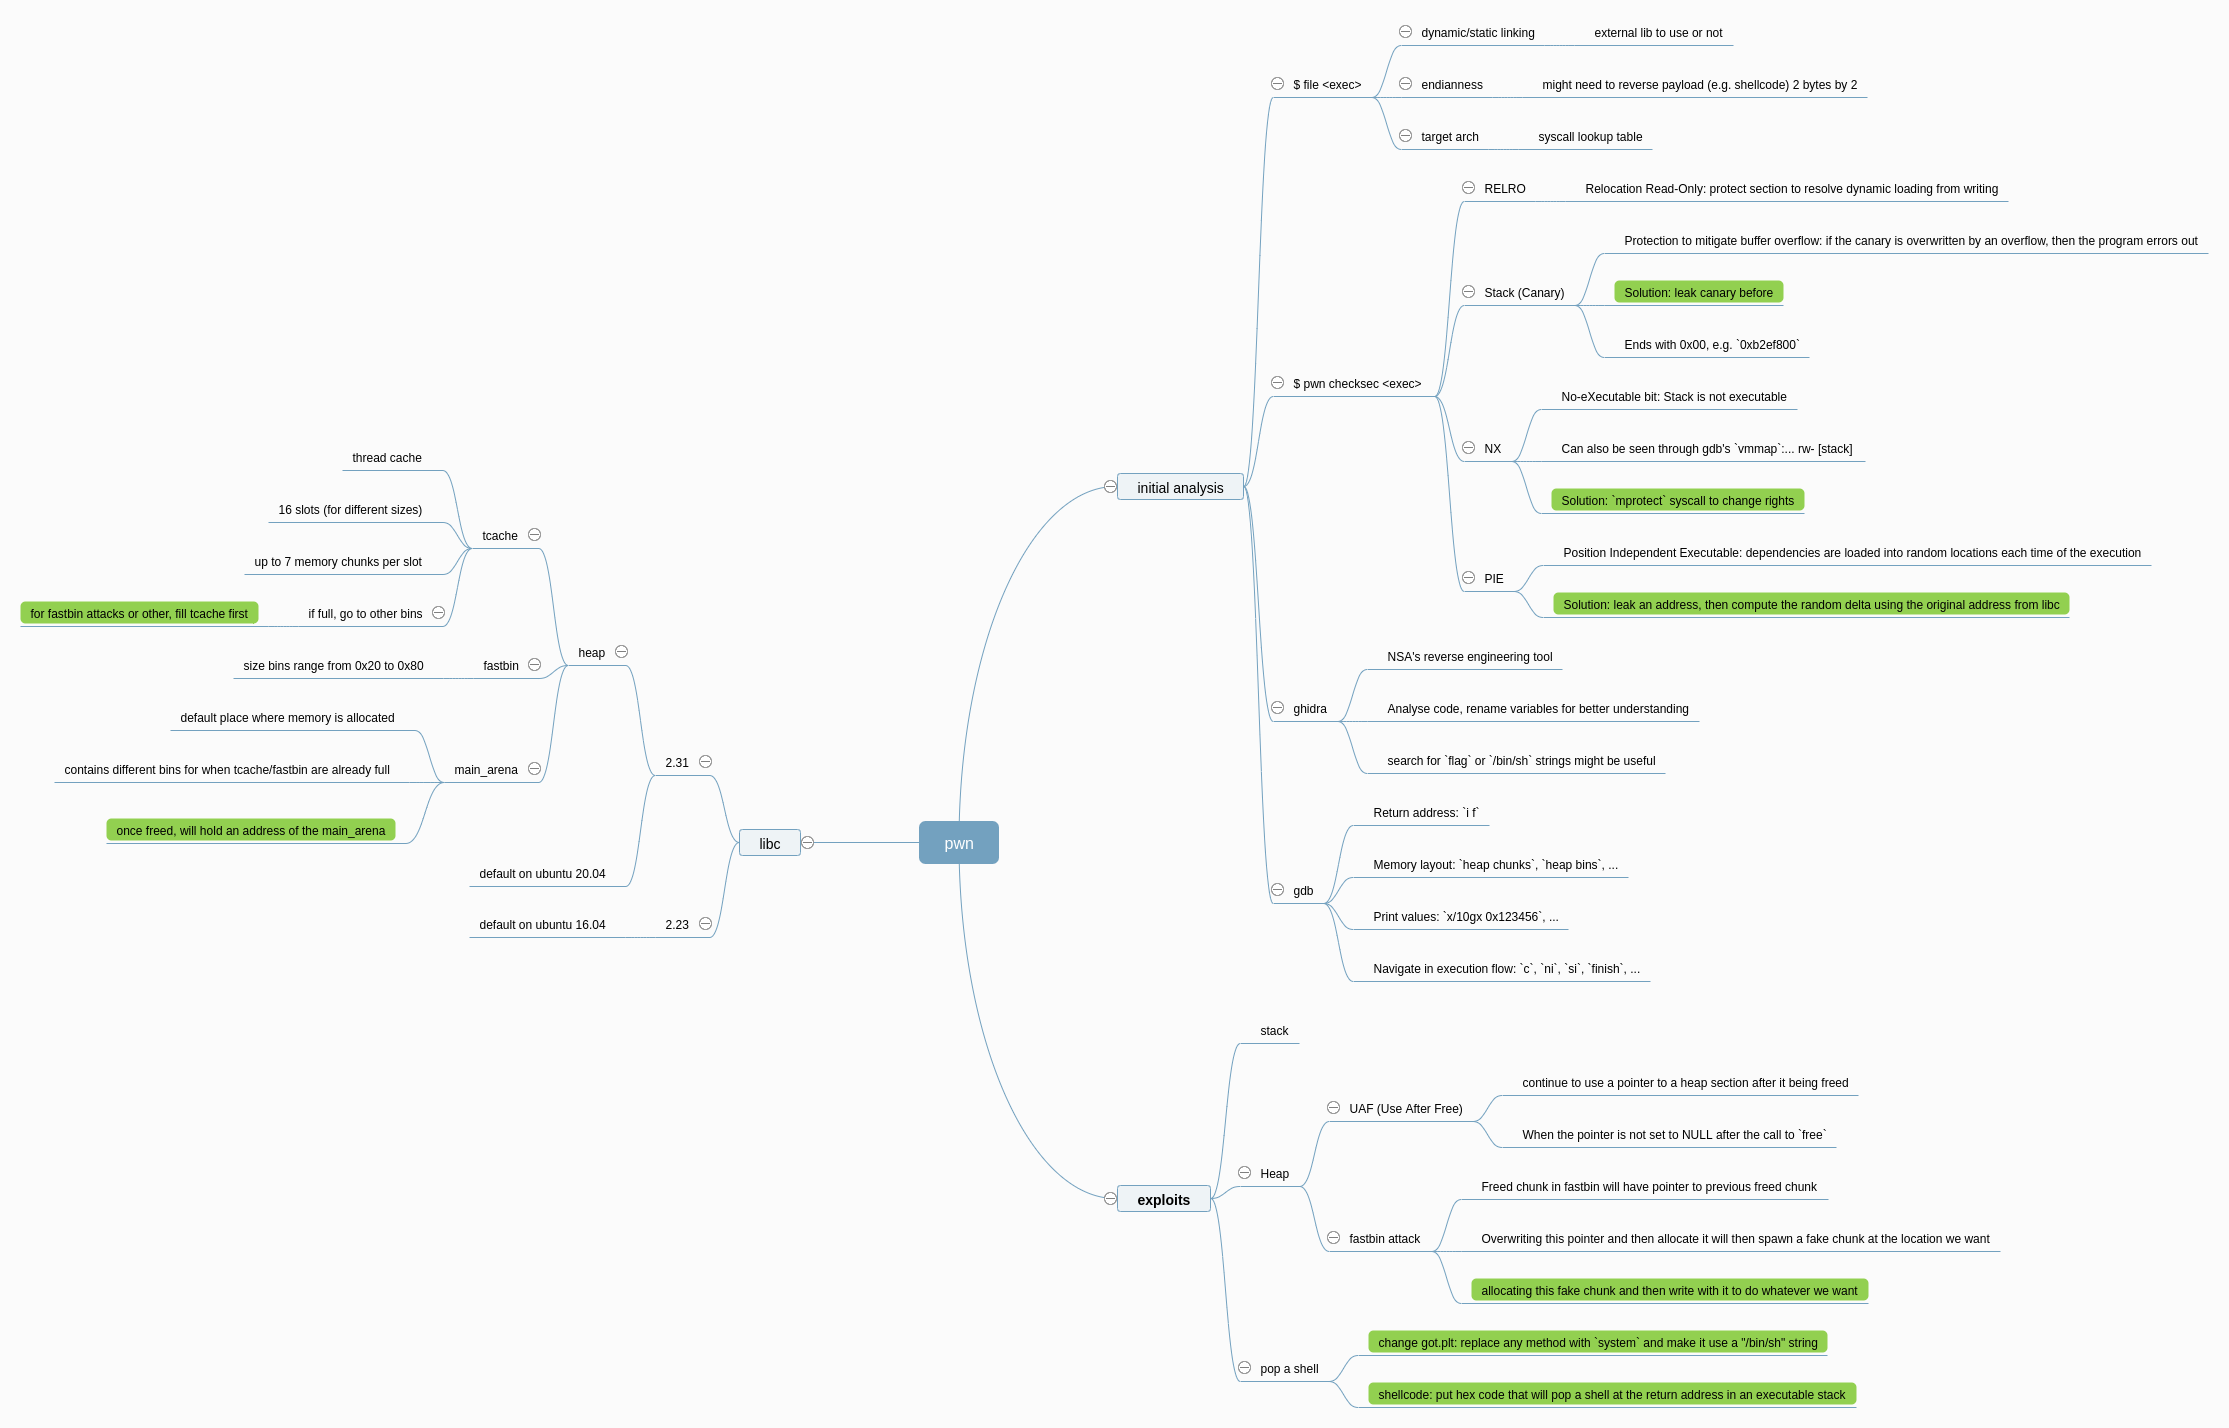 pwn
initial analysis
$ file <exec>
dynamic/static linking
external lib to use or not
endianness
might need to reverse payload (e.g. shellcode) 2 bytes by 2
target arch
syscall lookup table
$ pwn checksec <exec>
RELRO
Relocation Read-Only: protect section to resolve dynamic loading from writing
Stack (Canary)
Protection to mitigate buffer overflow: if the canary is overwritten by an overflow, then the program errors out
Solution: leak canary before
Ends with 0x00, e.g. `0xb2ef800`
NX
No-eXecutable bit: Stack is not executable
Can also be seen through gdb's `vmmap`:... rw- [stack]
Solution: `mprotect` syscall to change rights
PIE
Position Independent Executable: dependencies are loaded into random locations each time of the execution
Solution: leak an address, then compute the random delta using the original address from libc
ghidra
NSA's reverse engineering tool
Analyse code, rename variables for better understanding
search for `flag` or `/bin/sh` strings might be useful
gdb
Return address: `i f`
Memory layout: `heap chunks`, `heap bins`, ...
Print values: `x/10gx 0x123456`, ...
Navigate in execution flow: `c`, `ni`, `si`, `finish`, ...
exploits
stack
Heap
UAF (Use After Free)
continue to use a pointer to a heap section after it being freed
When the pointer is not set to NULL after the call to `free`
fastbin attack
Freed chunk in fastbin will have pointer to previous freed chunk
Overwriting this pointer and then allocate it will then spawn a fake chunk at the location we want
allocating this fake chunk and then write with it to do whatever we want
pop a shell
change got.plt: replace any method with `system` and make it use a "/bin/sh" string
shellcode: put hex code that will pop a shell at the return address in an executable stack
libc
2.31
heap
tcache
thread cache
16 slots (for different sizes)
up to 7 memory chunks per slot
if full, go to other bins
for fastbin attacks or other, fill tcache first
fastbin
size bins range from 0x20 to 0x80
main_arena
default place where memory is allocated
contains different bins for when tcache/fastbin are already full
once freed, will hold an address of the main_arena
default on ubuntu 20.04
2.23
default on ubuntu 16.04